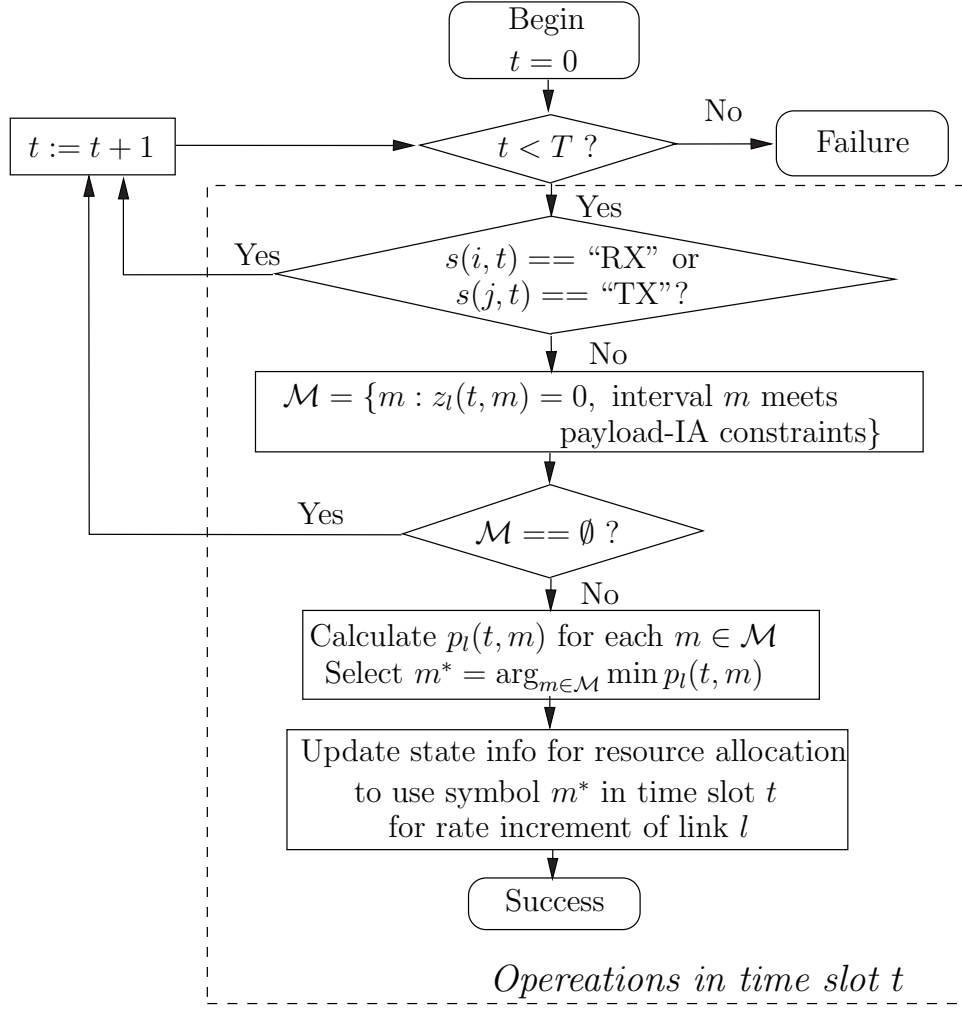 Begin
t = 0
No
t := t + 1
t < T ?
Failure
Yes
Yes
s(i, t) == “RX” or
s(j, t) == “TX”?
No
ℳ = {m : z_l(t, m) = 0, interval m meets
payload-IA constraints}
Yes
ℳ == ∅ ?
No
Calculate p_l(t, m) for each m ∈ ℳ
Select m* = arg_{m∈ℳ} min p_l(t, m)
Update state info for resource allocation
to use symbol m* in time slot t
for rate increment of link l
Success
Opereations in time slot t